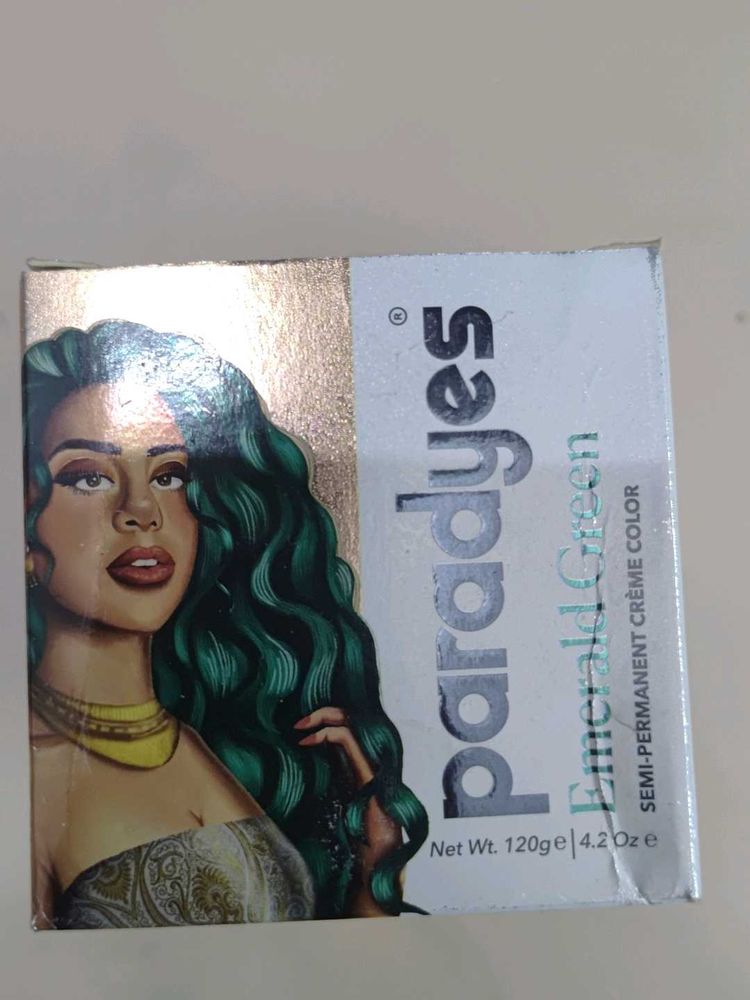 paradyes®
Emerald Green
SEMI-PERMANENT CRÈME COLOR
Net Wt. 120g e | 4.2 Oz e